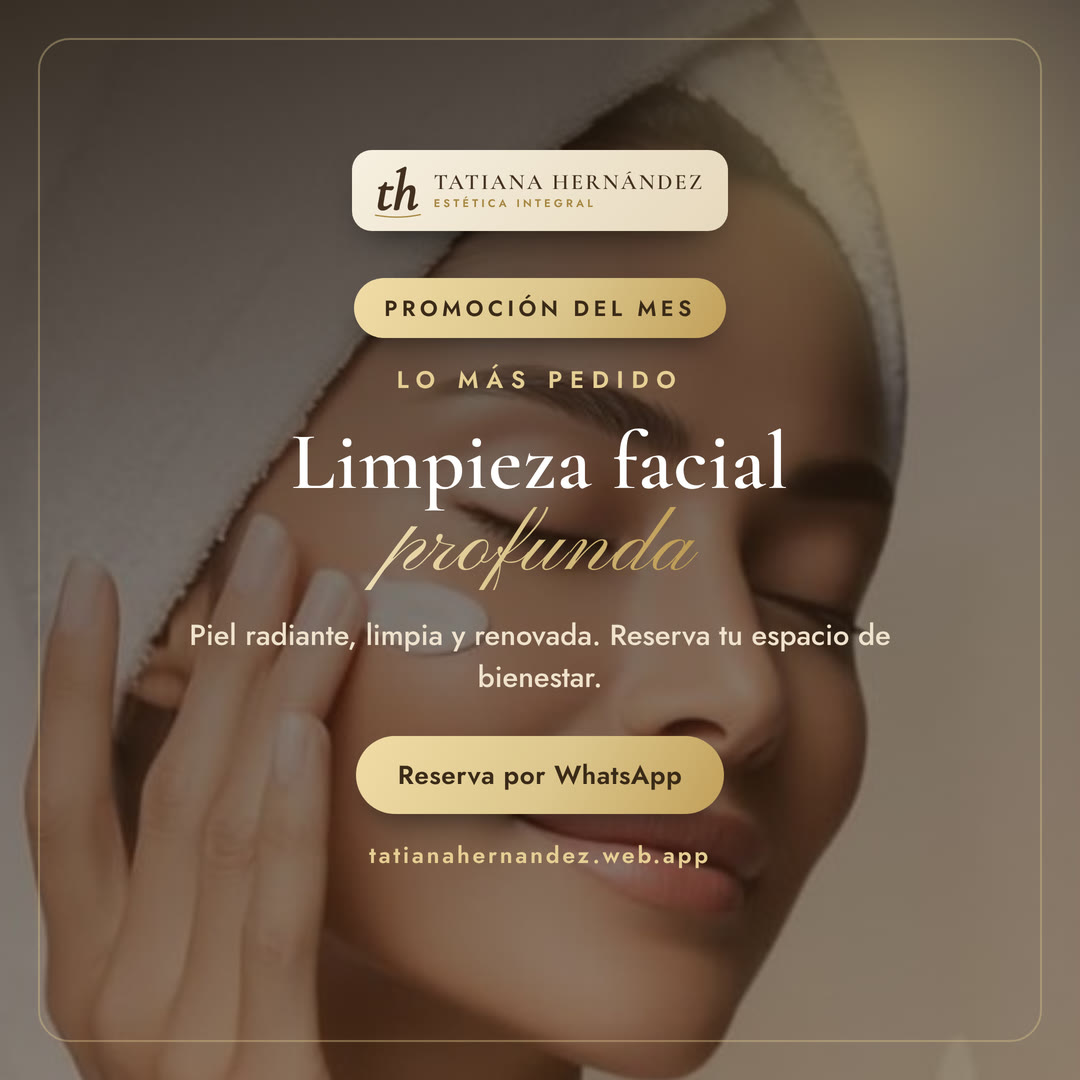 th TATIANA HERNÁNDEZ
ESTÉTICA INTEGRAL
PROMOCIÓN DEL MES
LO MÁS PEDIDO
Limpieza facial
profunda
Piel radiante, limpia y renovada. Reserva tu espacio de
bienestar.
Reserva por WhatsApp
tatianahernandez.web.app